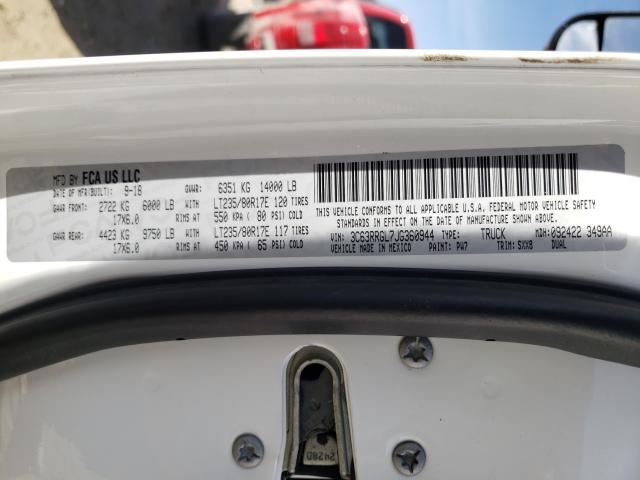 MFD BY FCA US LLC
DATE OF MFR(BUILT): 9-18 GVWR: 6351 KG 14000 LB
GAWR FRONT: 2722 KG 6000 LB WITH LT235/80R17E 120 TIRES
17X6.0 RIMS AT 550 KPA ( 80 PSI) COLD
GAWR REAR: 4423 KG 9750 LB WITH LT235/80R17E 117 TIRES
17X6.0 RIMS AT 450 KPA ( 65 PSI) COLD
THIS VEHICLE CONFORMS TO ALL APPLICABLE U.S.A. FEDERAL MOTOR VEHICLE SAFETY
STANDARDS IN EFFECT ON THE DATE OF MANUFACTURE SHOWN ABOVE.
VIN: 3C63RRGL7JG360944 TYPE: TRUCK MDH: 092422 349AA
VEHICLE MADE IN MEXICO PAINT: PW7 TRIM: SXX8 DUAL